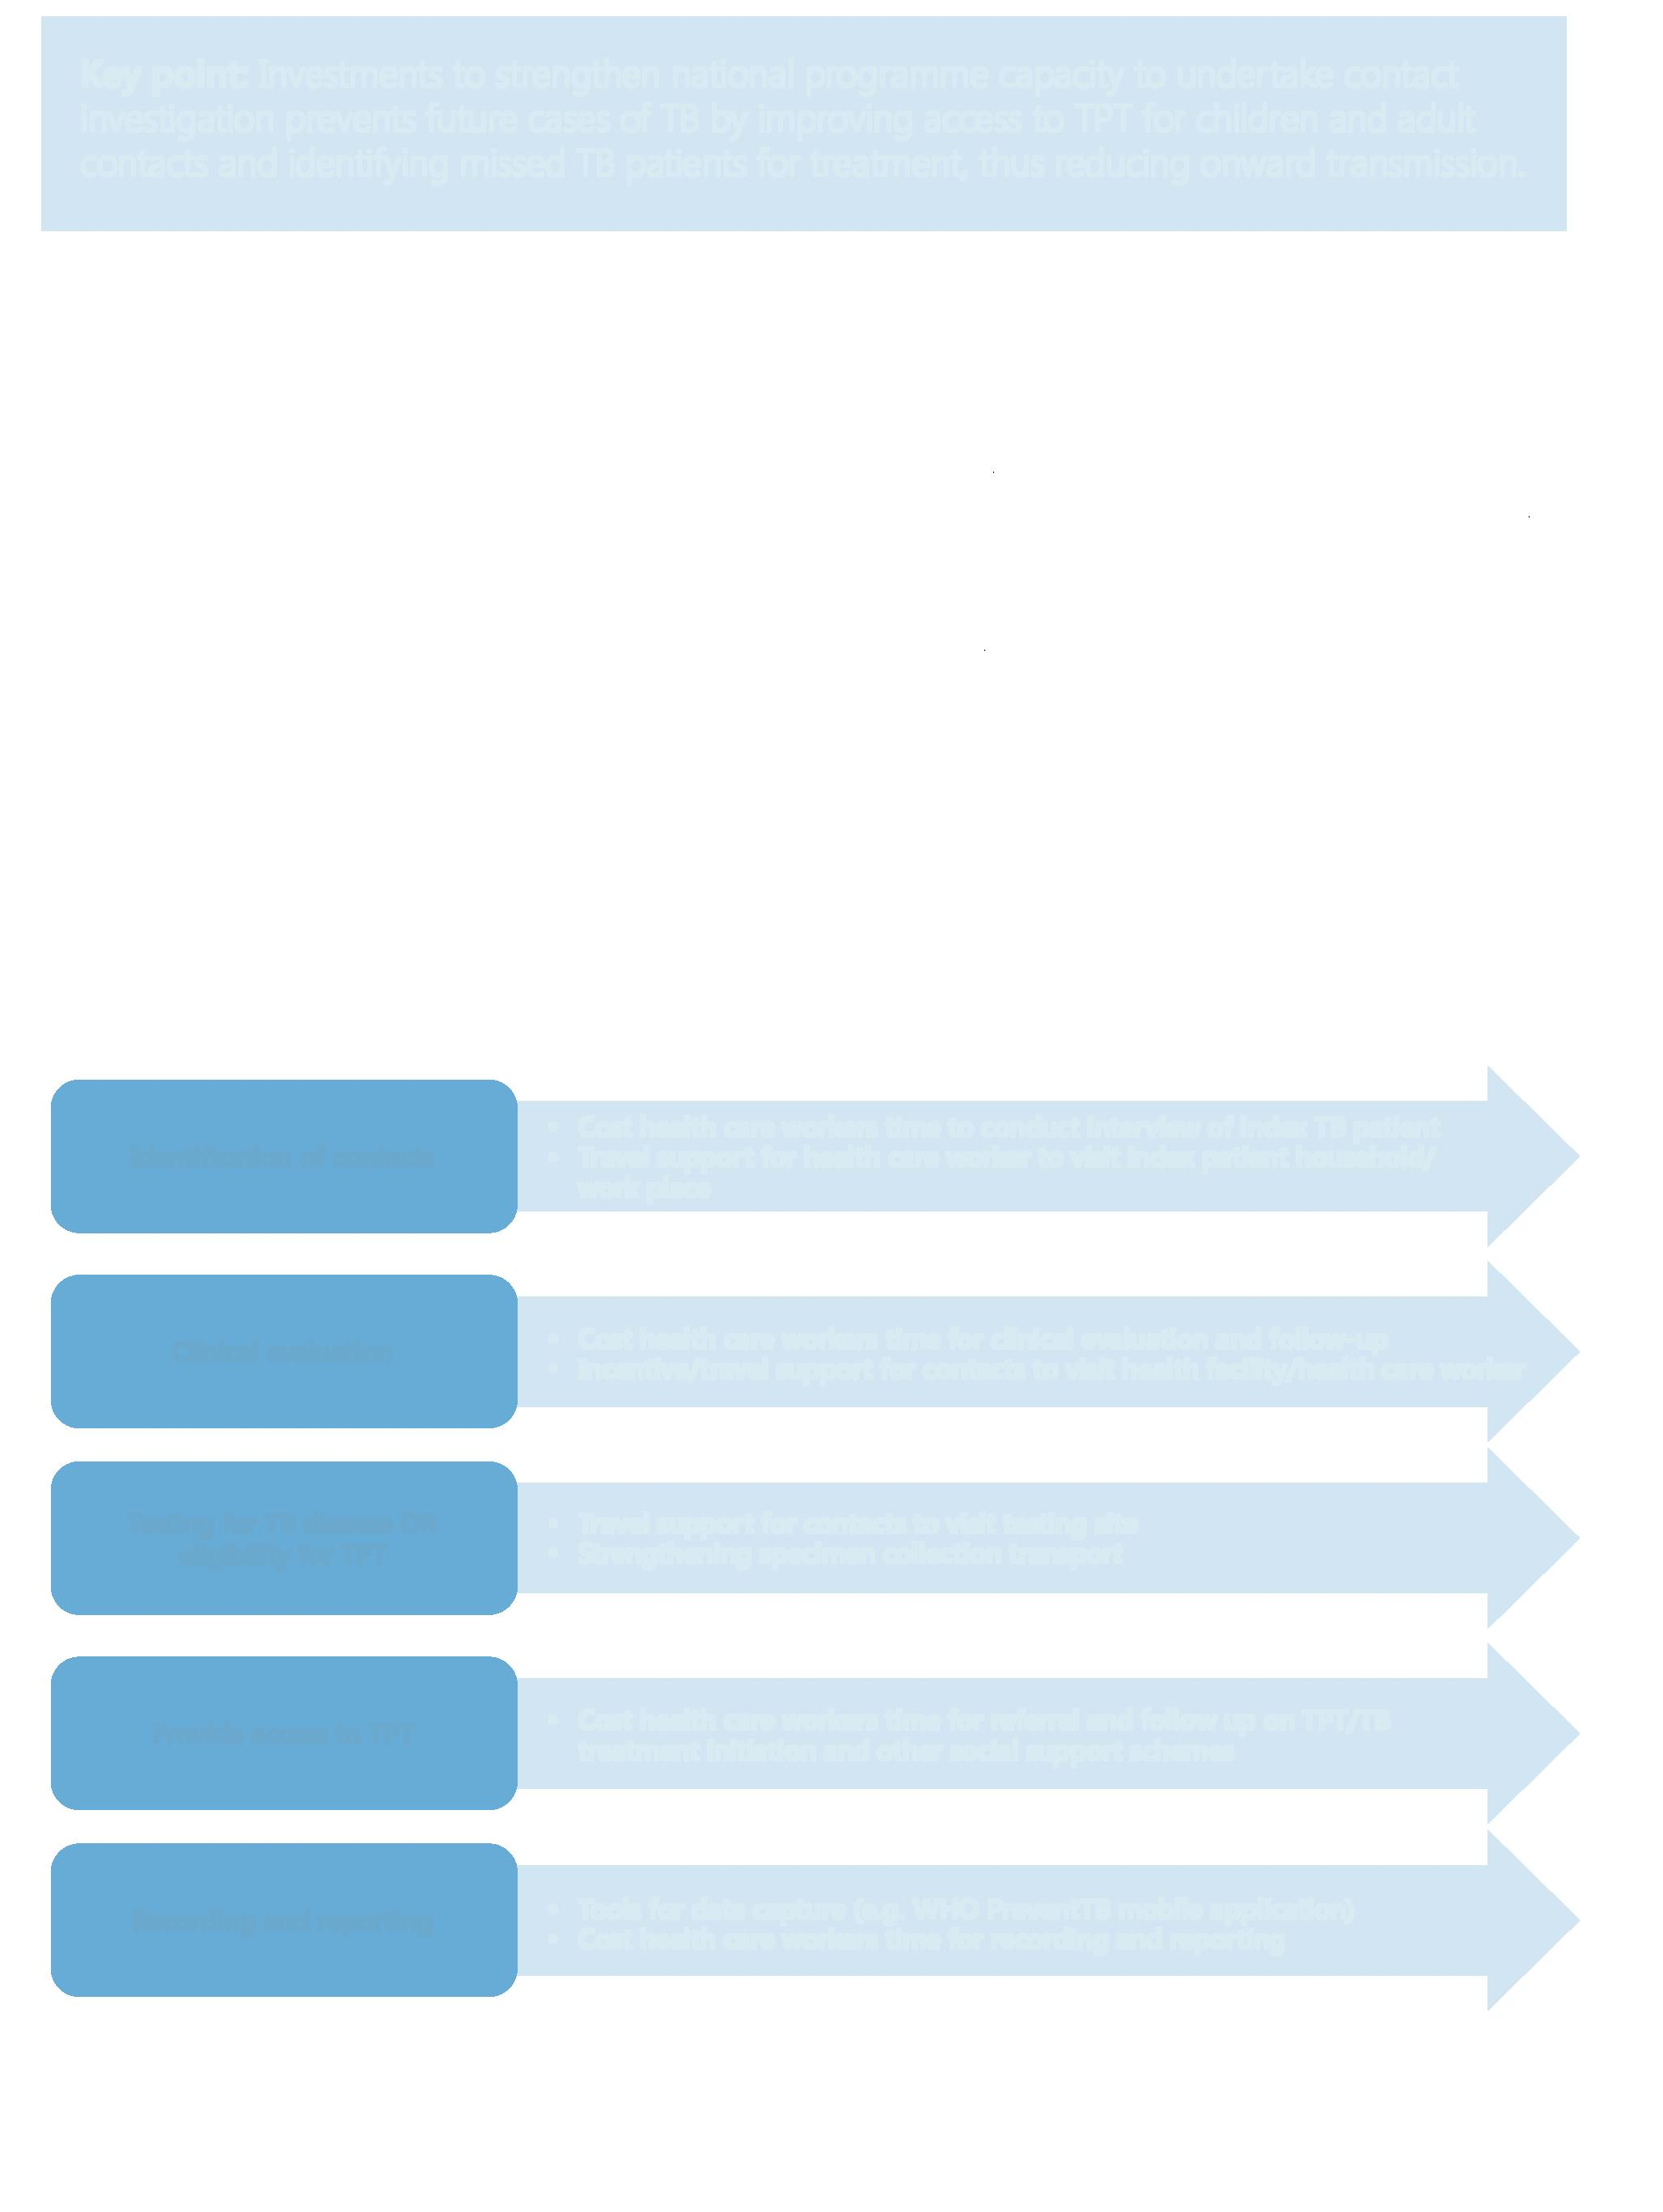 Key point: Investments to strengthen national programme capacity to undertake contact
investigation prevents future cases of TB by improving access to TPT for children and adult
contacts and identifying missed TB patients for treatment, thus reducing onward transmission.
Identification of contacts
• Cost health care workers time to conduct interview of index TB patient
• Travel support for health care worker to visit index patient household/
work place
Clinical evaluation
• Cost health care workers time for clinical evaluation and follow-up
• Incentive/travel support for contacts to visit health facility/health care worker
Testing for TB disease OR
eligibility for TPT
• Travel support for contacts to visit testing site
• Strengthening specimen collection transport
Provide access to TPT
• Cost health care workers time for referral and follow up on TPT/TB
treatment initiation and other social support schemes
Recording and reporting
• Tools for data capture (e.g. WHO PreventTB mobile application)
• Cost health care workers time for recording and reporting